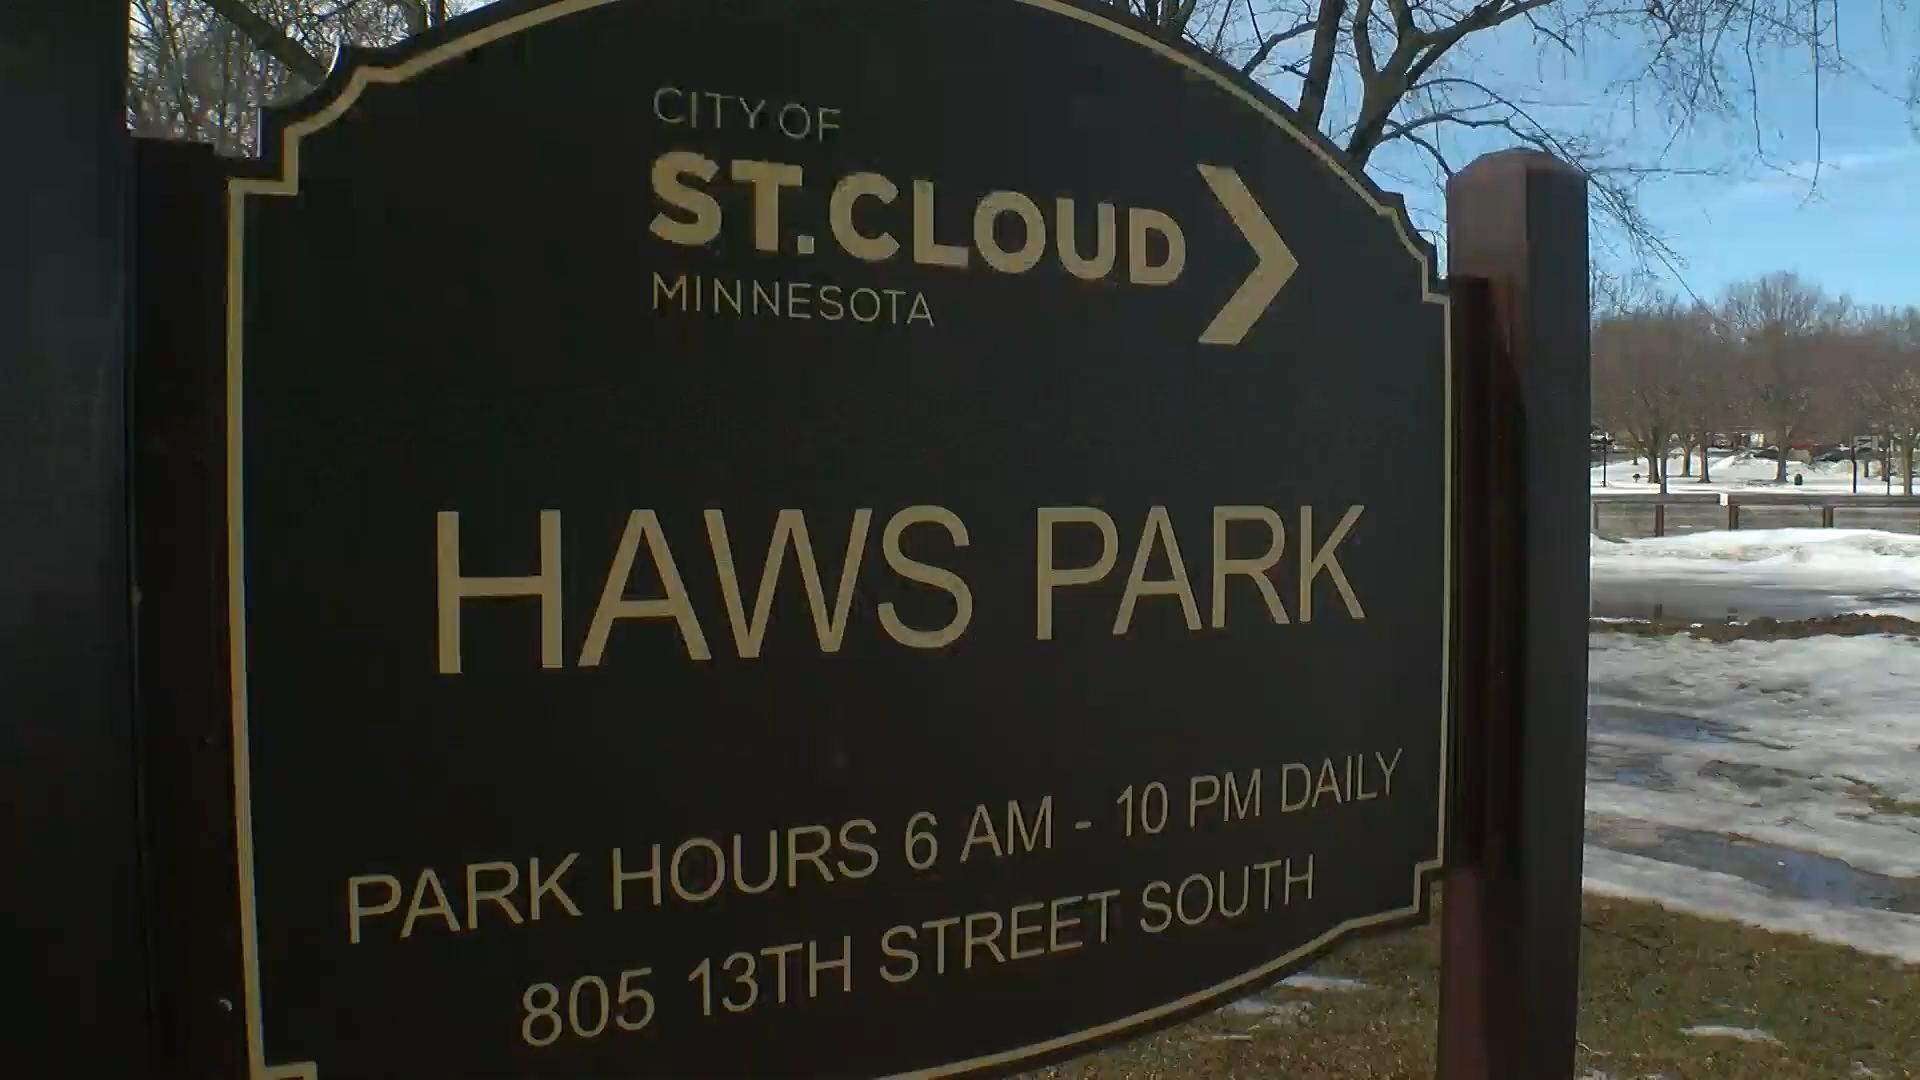 CITY OF
ST. CLOUD
MINNESOTA
HAWS PARK
PARK HOURS 6 AM - 10 PM DAILY
805 13TH STREET SOUTH